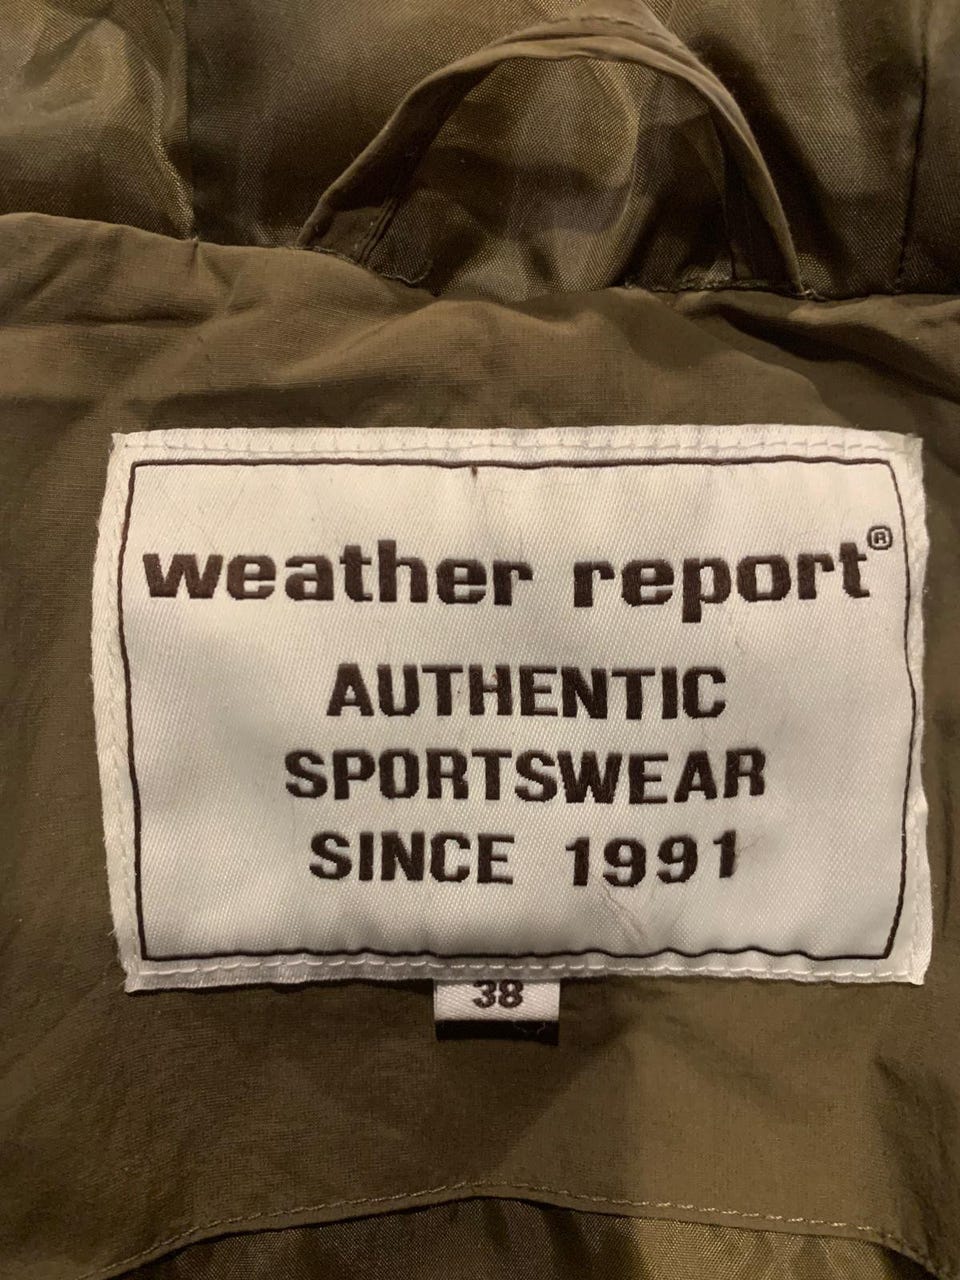 weather report®
AUTHENTIC
SPORTSWEAR
SINCE 1991
38